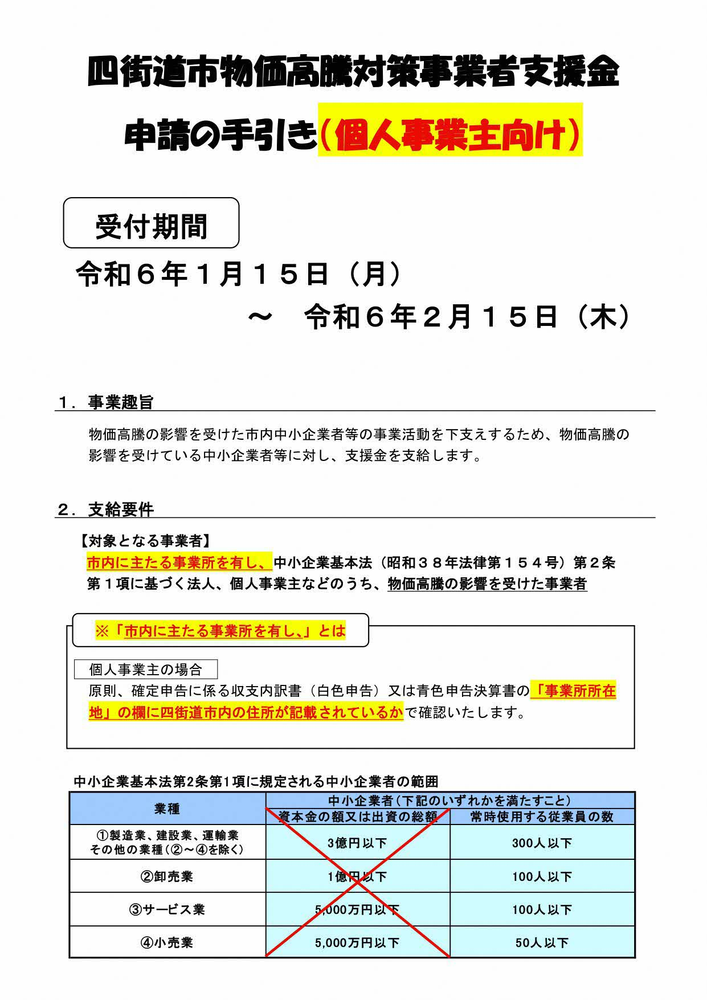 四街道市物価高騰対策事業者支援金
申請の手引き（個人事業主向け）
受付期間
令和６年１月１５日（月）
～　令和６年２月１５日（木）
１．事業趣旨
物価高騰の影響を受けた市内中小企業者等の事業活動を下支えするため、物価高騰の
影響を受けている中小企業者等に対し、支援金を支給します。
２．支給要件
【対象となる事業者】
市内に主たる事業所を有し、中小企業基本法（昭和３８年法律第１５４号）第２条
第１項に基づく法人、個人事業主などのうち、物価高騰の影響を受けた事業者
※「市内に主たる事業所を有し、」とは
個人事業主の場合
原則、確定申告に係る収支内訳書（白色申告）又は青色申告決算書の「事業所所在
地」の欄に四街道市内の住所が記載されているかで確認いたします。
中小企業基本法第2条第1項に規定される中小企業者の範囲
業種
中小企業者（下記のいずれかを満たすこと）
資本金の額又は出資の総額
常時使用する従業員の数
①製造業、建設業、運輸業
その他の業種（②～④を除く）
3億円以下
300人以下
②卸売業
1億円以下
100人以下
③サービス業
5,000万円以下
100人以下
④小売業
5,000万円以下
50人以下